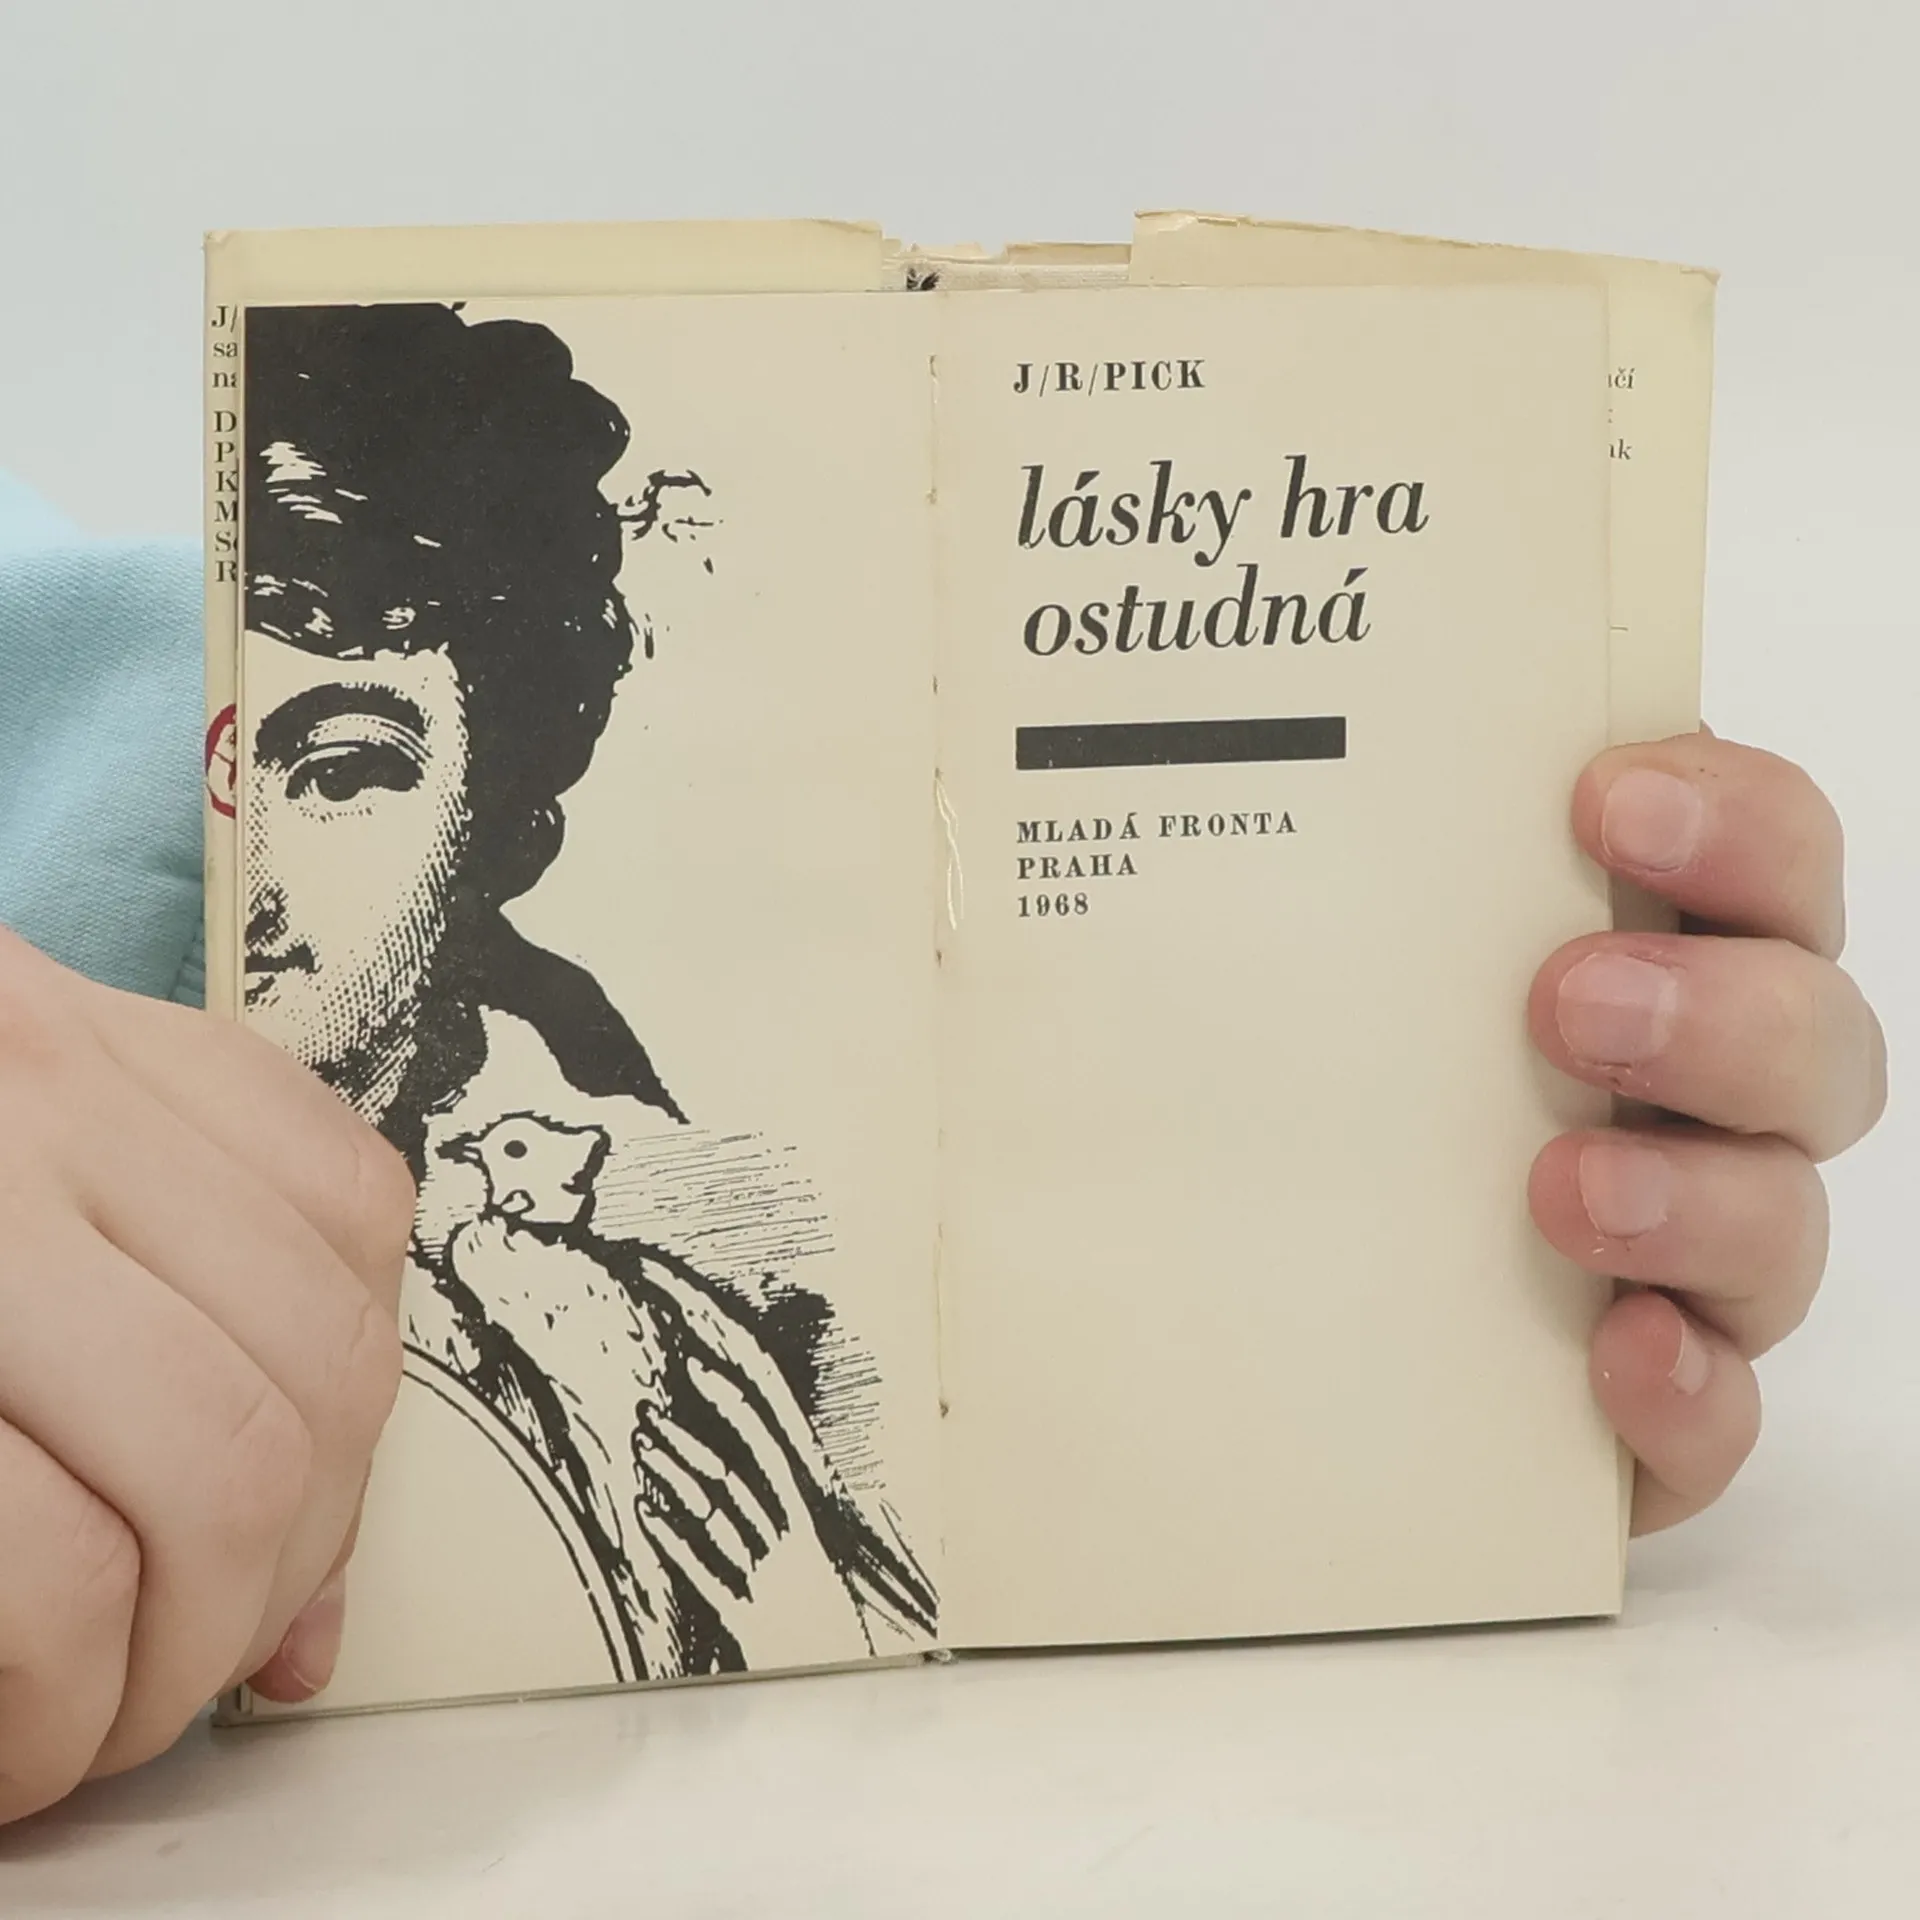 J/R/PICK
lásky hra
ostudná
MLADÁ FRONTA
PRAHA
1968